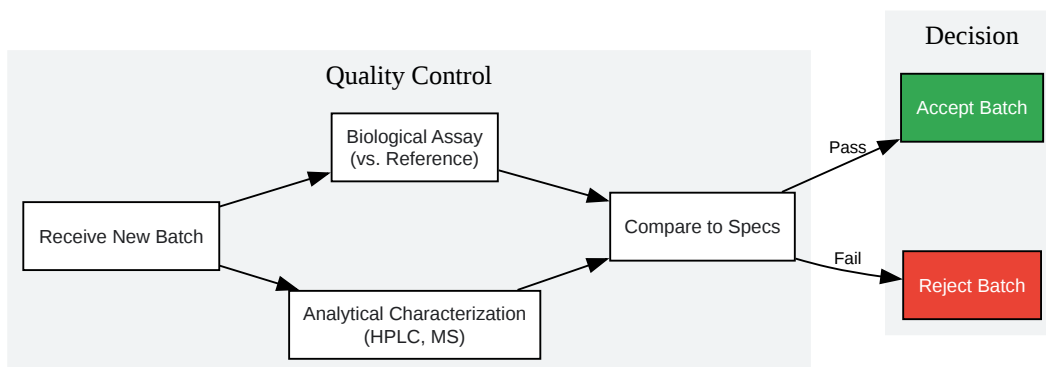 Decision
Quality Control
Accept Batch
Biological Assay
(vs. Reference)
Pass
Receive New Batch
Compare to Specs
Fail
Reject Batch
Analytical Characterization
(HPLC, MS)